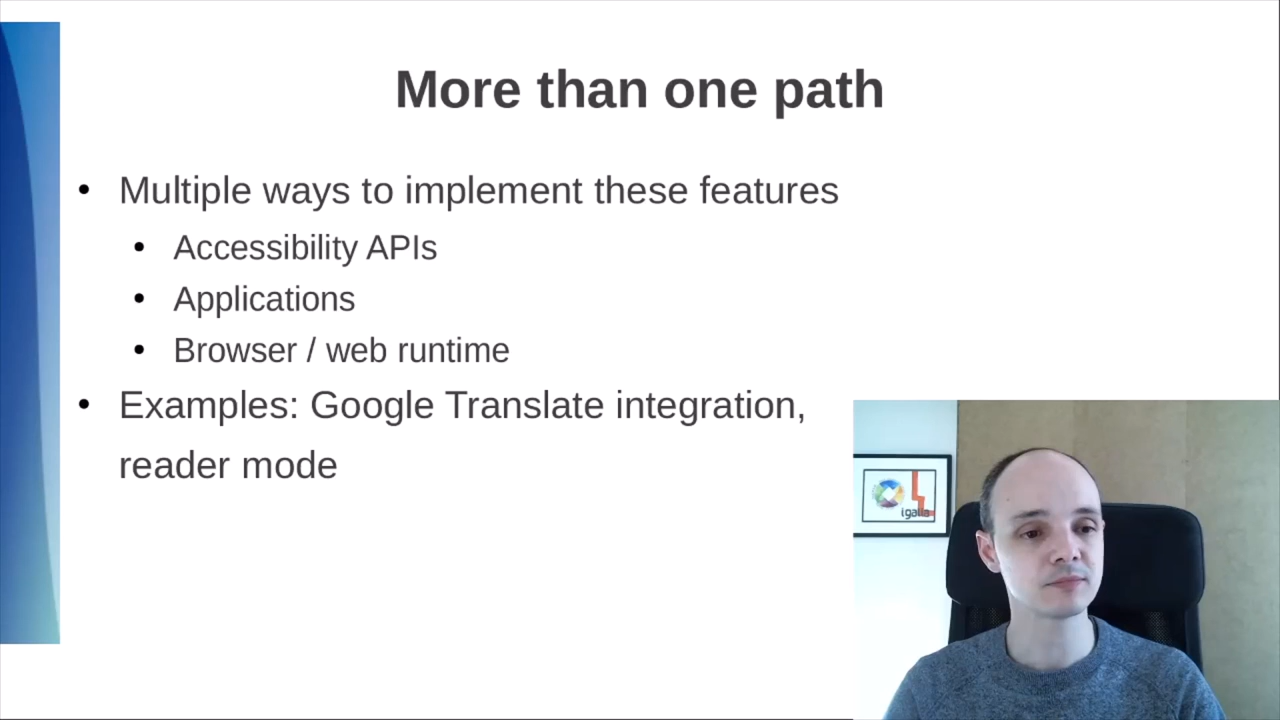 More than one path
• Multiple ways to implement these features
• Accessibility APIs
• Applications
• Browser / web runtime
• Examples: Google Translate integration,
reader mode
igalia